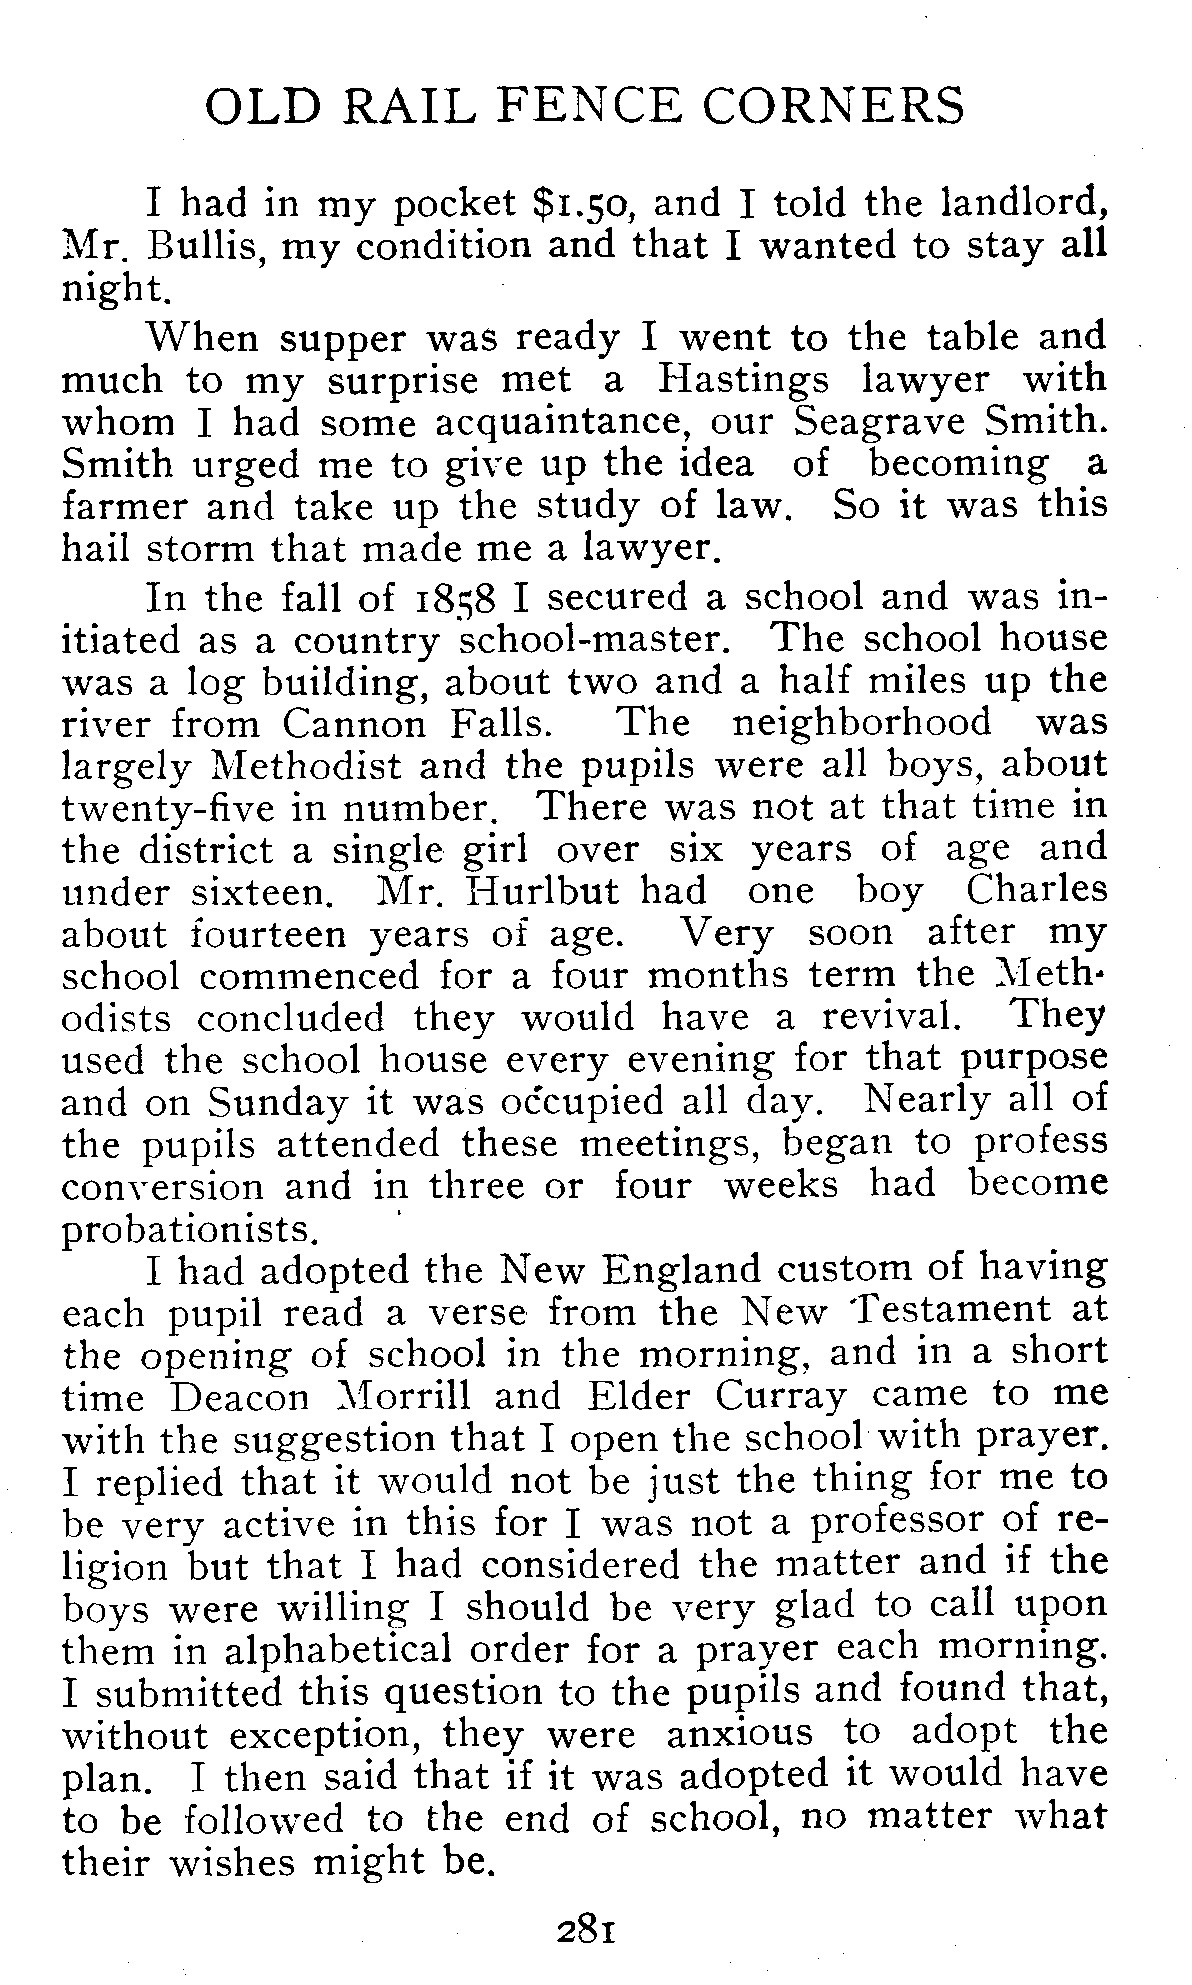 OLD RAIL FENCE CORNERS
I had in my pocket $1.50, and I told the landlord,
Mr. Bullis, my condition and that I wanted to stay all
night.
When supper was ready I went to the table and
much to my surprise met a Hastings lawyer with
whom I had some acquaintance, our Seagrave Smith.
Smith urged me to give up the idea of becoming a
farmer and take up the study of law. So it was this
hail storm that made me a lawyer.
In the fall of 1858 I secured a school and was in-
itiated as a country school-master. The school house
was a log building, about two and a half miles up the
river from Cannon Falls. The neighborhood was
largely Methodist and the pupils were all boys, about
twenty-five in number. There was not at that time in
the district a single girl over six years of age and
under sixteen. Mr. Hurlbut had one boy Charles
about fourteen years of age. Very soon after my
school commenced for a four months term the Meth-
odists concluded they would have a revival. They
used the school house every evening for that purpose
and on Sunday it was occupied all day. Nearly all of
the pupils attended these meetings, began to profess
conversion and in three or four weeks had become
probationists.
I had adopted the New England custom of having
each pupil read a verse from the New Testament at
the opening of school in the morning, and in a short
time Deacon Morrill and Elder Curray came to me
with the suggestion that I open the school with prayer.
I replied that it would not be just the thing for me to
be very active in this for I was not a professor of re-
ligion but that I had considered the matter and if the
boys were willing I should be very glad to call upon
them in alphabetical order for a prayer each morning.
I submitted this question to the pupils and found that,
without exception, they were anxious to adopt the
plan. I then said that if it was adopted it would have
to be followed to the end of school, no matter what
their wishes might be.
281